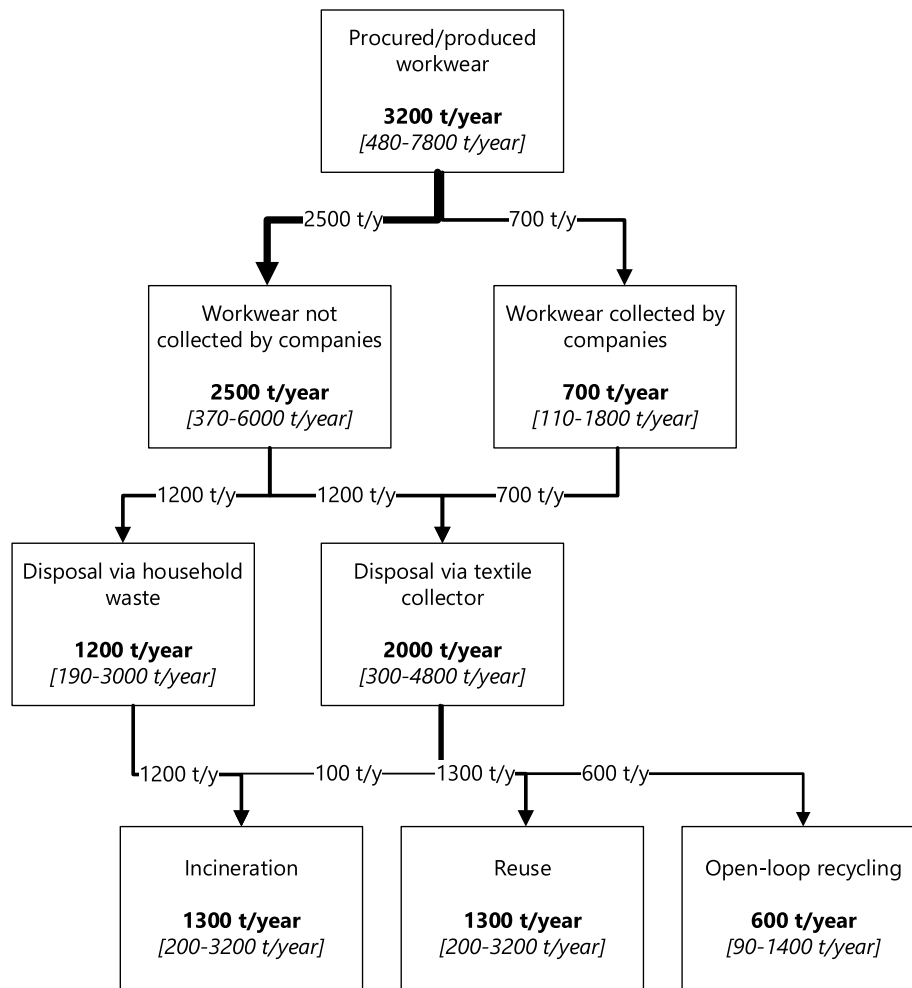 Procured/produced
workwear
3200 t/year
[480-7800 t/year]
2500 t/y
700 t/y
Workwear not
collected by companies
2500 t/year
[370-6000 t/year]
Workwear collected by
companies
700 t/year
[110-1800 t/year]
1200 t/y
1200 t/y
700 t/y
Disposal via household
waste
1200 t/year
[190-3000 t/year]
Disposal via textile
collector
2000 t/year
[300-4800 t/year]
1200 t/y
100 t/y
1300 t/y
600 t/y
Incineration
1300 t/year
[200-3200 t/year]
Reuse
1300 t/year
[200-3200 t/year]
Open-loop recycling
600 t/year
[90-1400 t/year]